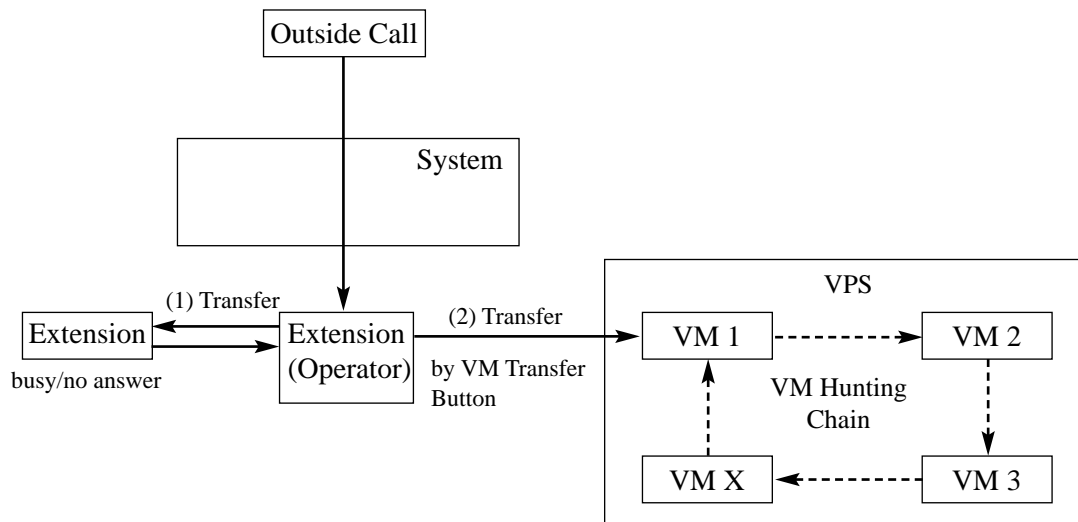 Outside Call
System
VPS
(1) Transfer
(2) Transfer
Extension
Extension
(Operator)
VM 1
VM 2
busy/no answer
by VM Transfer
Button
VM Hunting
Chain
VM X
VM 3